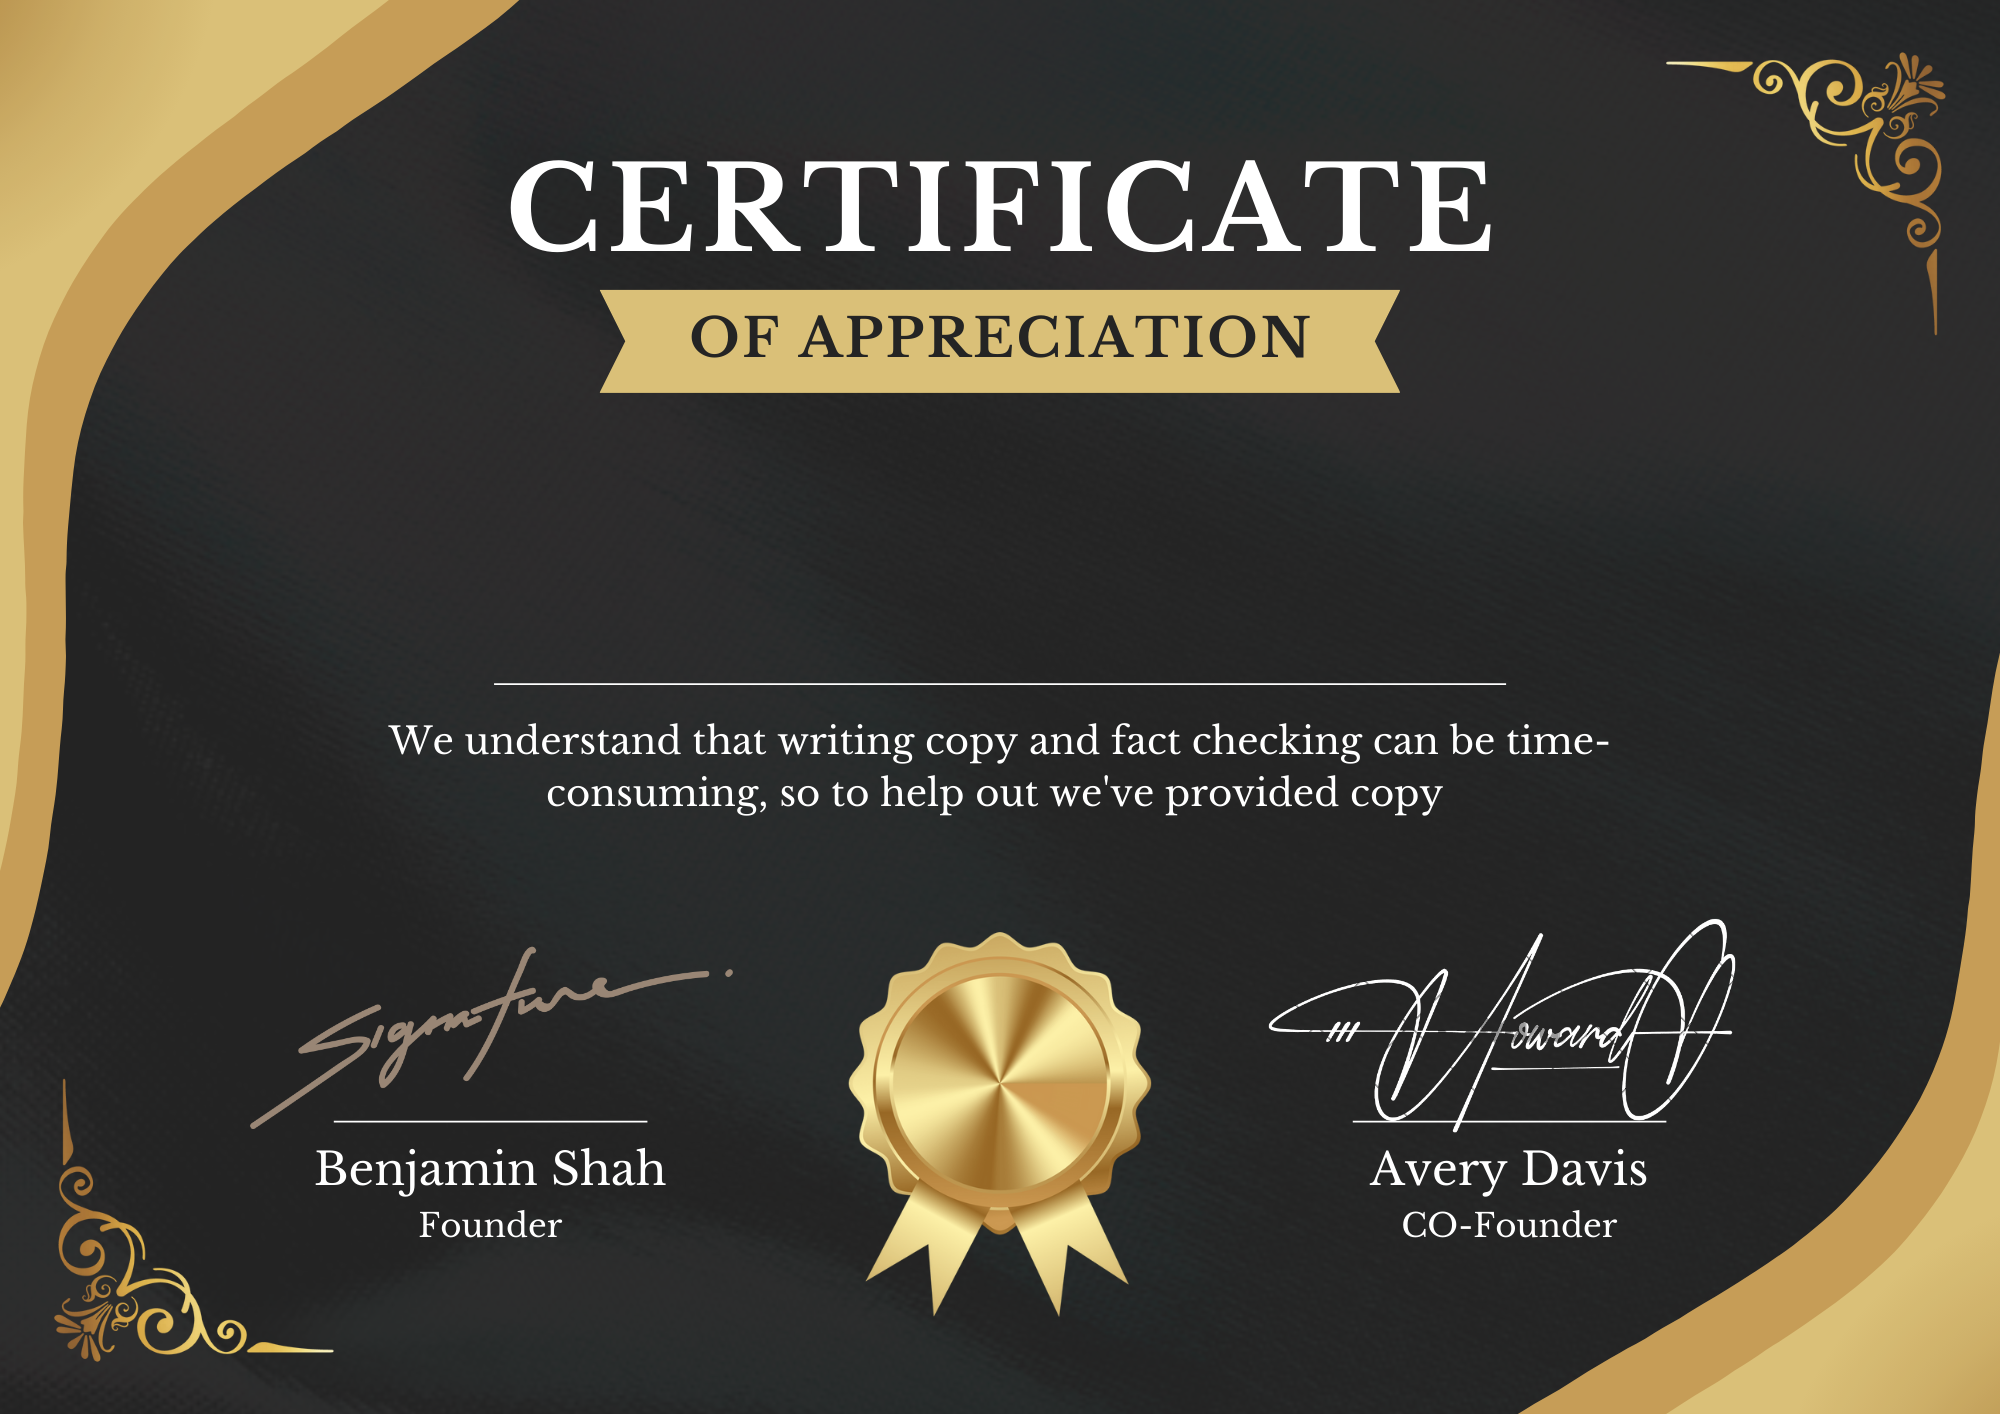 CERTIFICATE
OF APPRECIATION
We understand that writing copy and fact checking can be time-
consuming, so to help out we've provided copy
Signature
Howard
Benjamin Shah
Founder
Avery Davis
CO-Founder